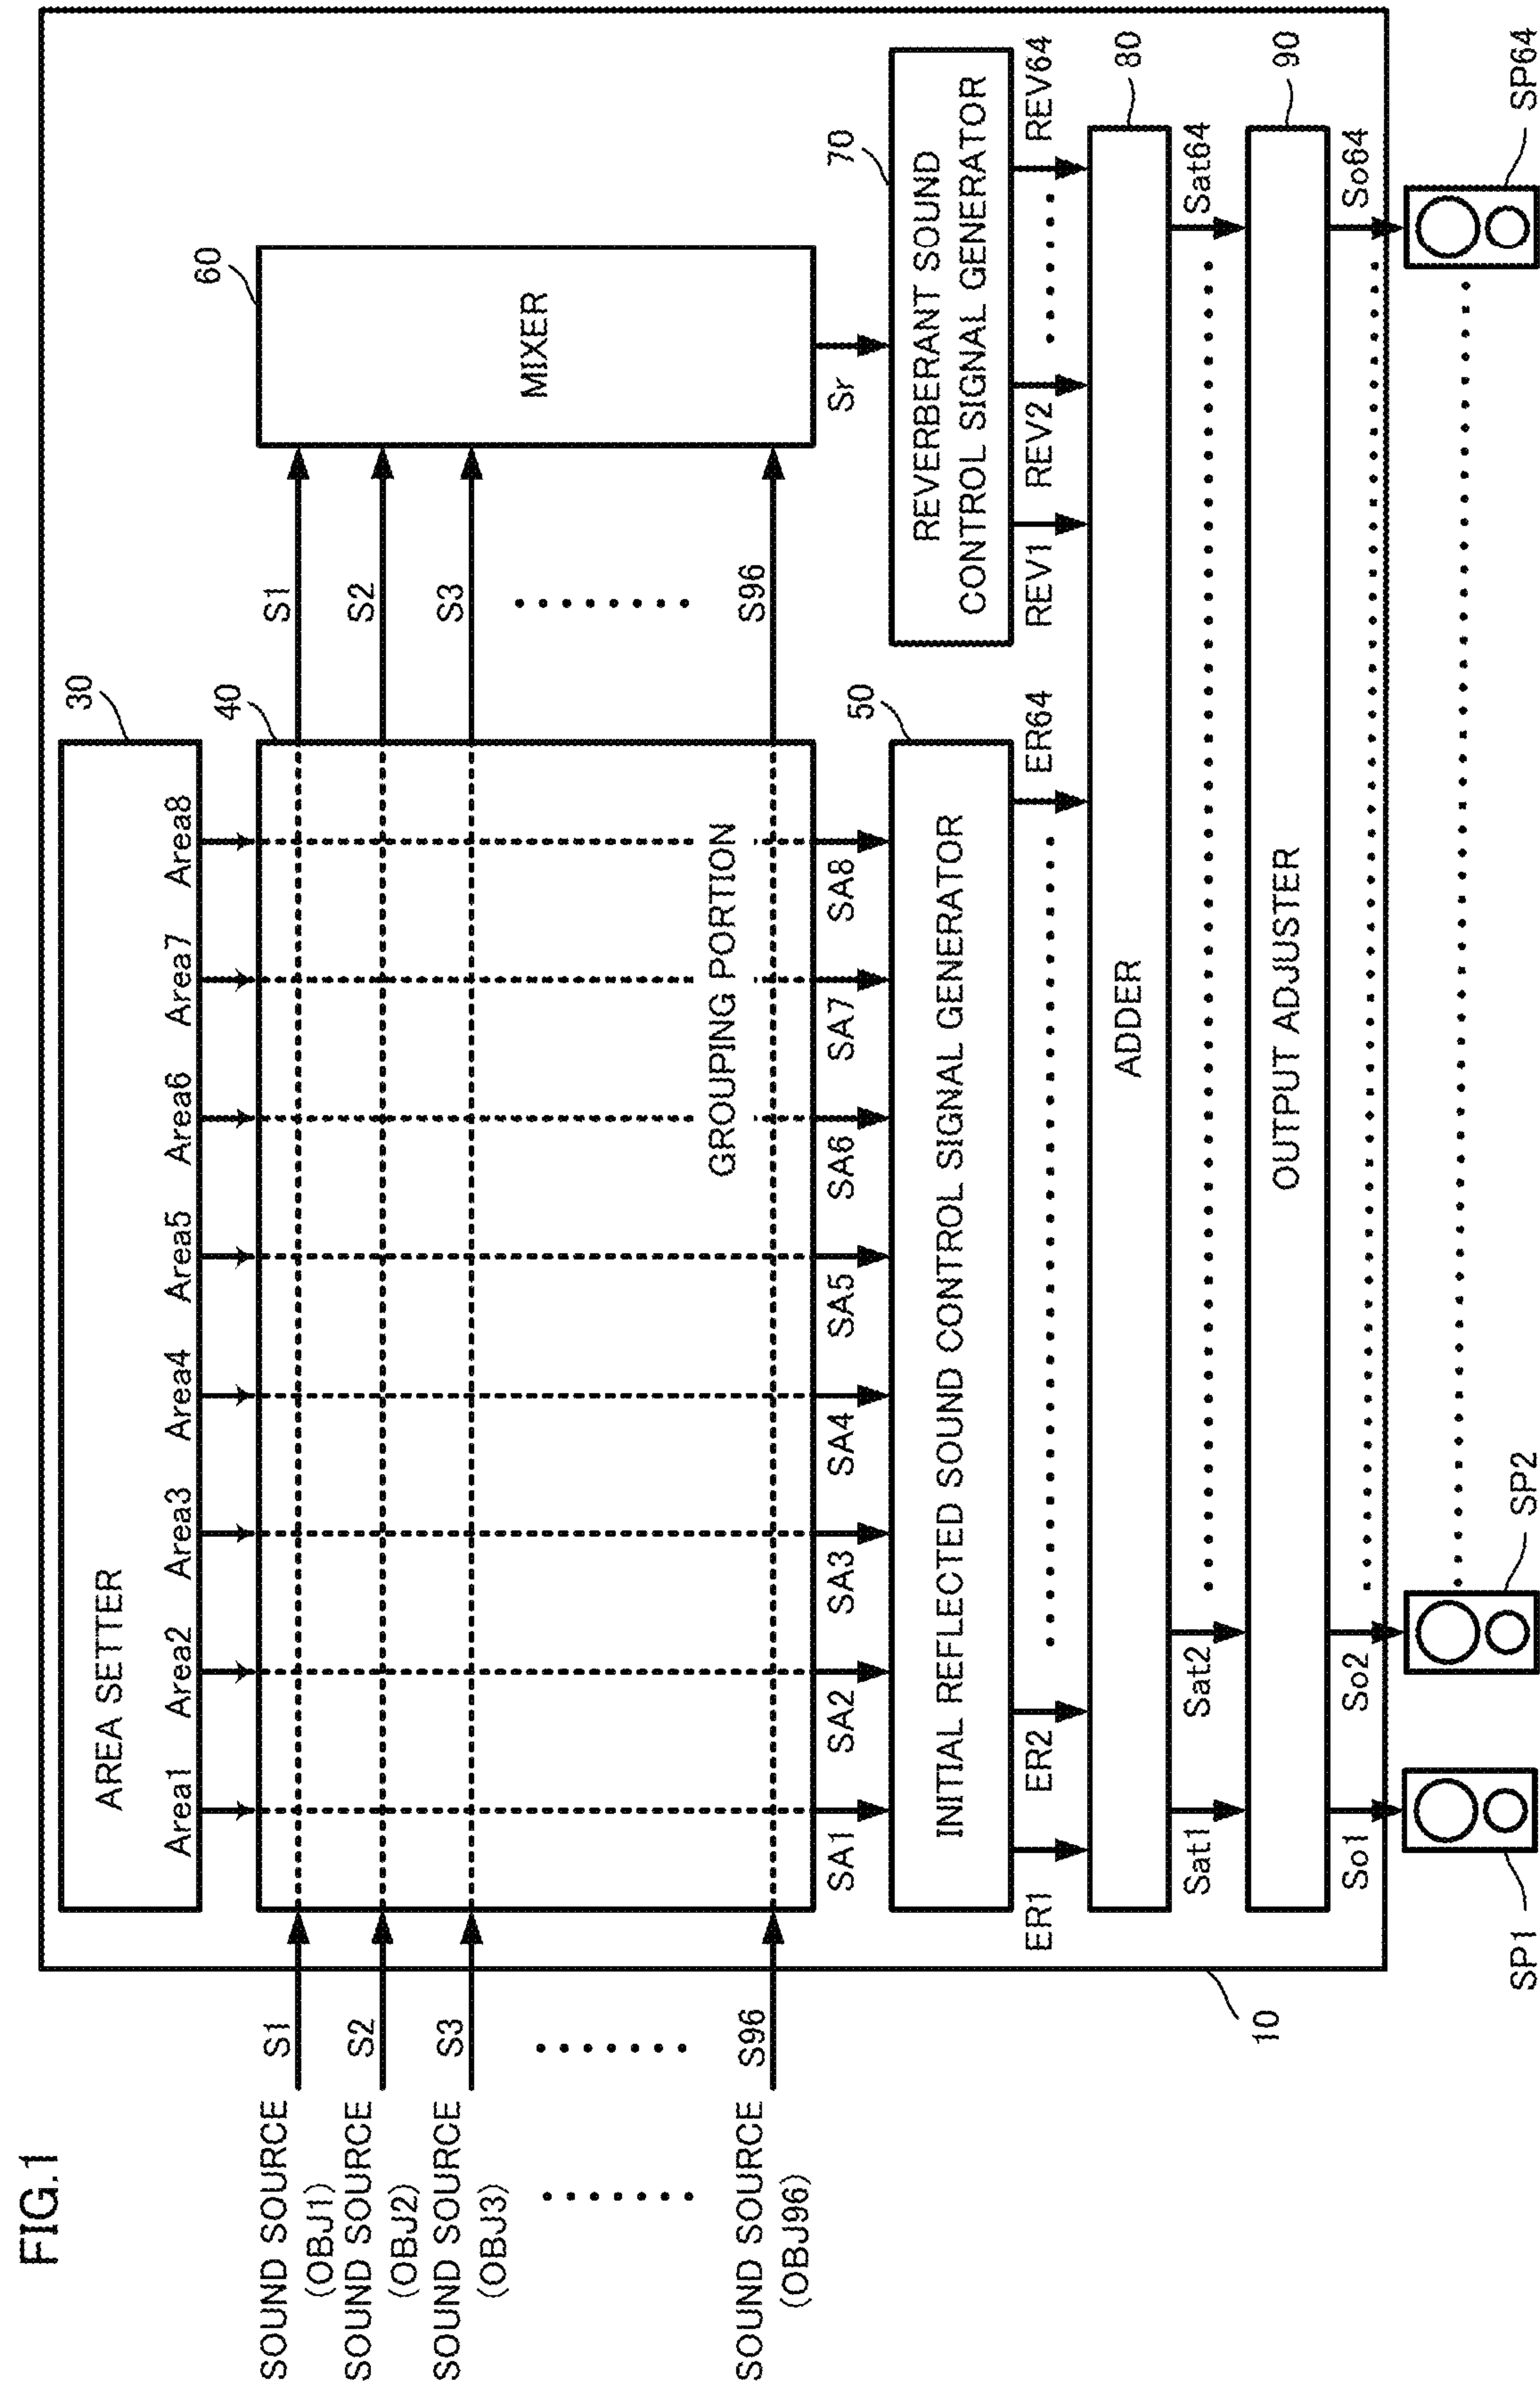 FIG.1
30
AREA SETTER
Area1 Area2 Area3 Area4 Area5 Area6 Area7 Area8
40
60
SOUND SOURCE S1
(OBJ1)
S1
SOUND SOURCE S2
(OBJ2)
S2
SOUND SOURCE S3
(OBJ3)
S3
MIXER
GROUPING PORTION
SOUND SOURCE S96
(OBJ96)
S96
SA1 SA2 SA3 SA4 SA5 SA6 SA7 SA8
Sr
50
70
INITIAL REFLECTED SOUND CONTROL SIGNAL GENERATOR
REVERBERANT SOUND
CONTROL SIGNAL GENERATOR
ER1 ER2 ER64 REV1 REV2 REV64
ADDER
80
Sat1 Sat2 Sat64
OUTPUT ADJUSTER
90
10
So1 So2 So64
SP1 SP2 SP64